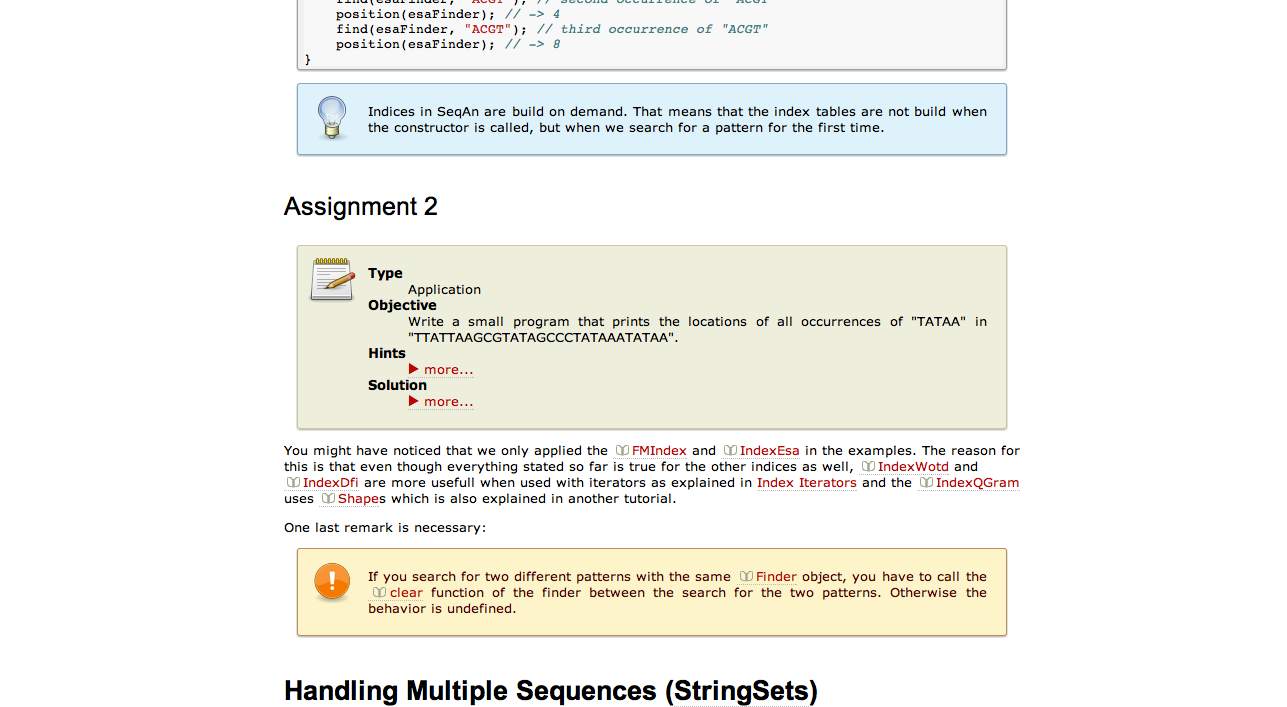 find(esaFinder, "ACGT"); // second occurrence of "ACGT"
position(esaFinder); // -> 4
find(esaFinder, "ACGT"); // third occurrence of "ACGT"
position(esaFinder); // -> 8
}
Indices in SeqAn are build on demand. That means that the index tables are not build when
the constructor is called, but when we search for a pattern for the first time.
Assignment 2
Type
Application
Objective
Write a small program that prints the locations of all occurrences of "TATAA" in
"TTATTAAGCGTATAGCCCTATAAATATAA".
Hints
more...
Solution
more...
You might have noticed that we only applied the FMIndex and IndexEsa in the examples. The reason for
this is that even though everything stated so far is true for the other indices as well, IndexWotd and
IndexDfi are more usefull when used with iterators as explained in Index Iterators and the IndexQGram
uses Shapes which is also explained in another tutorial.
One last remark is necessary:
If you search for two different patterns with the same Finder object, you have to call the
clear function of the finder between the search for the two patterns. Otherwise the
behavior is undefined.
Handling Multiple Sequences (StringSets)